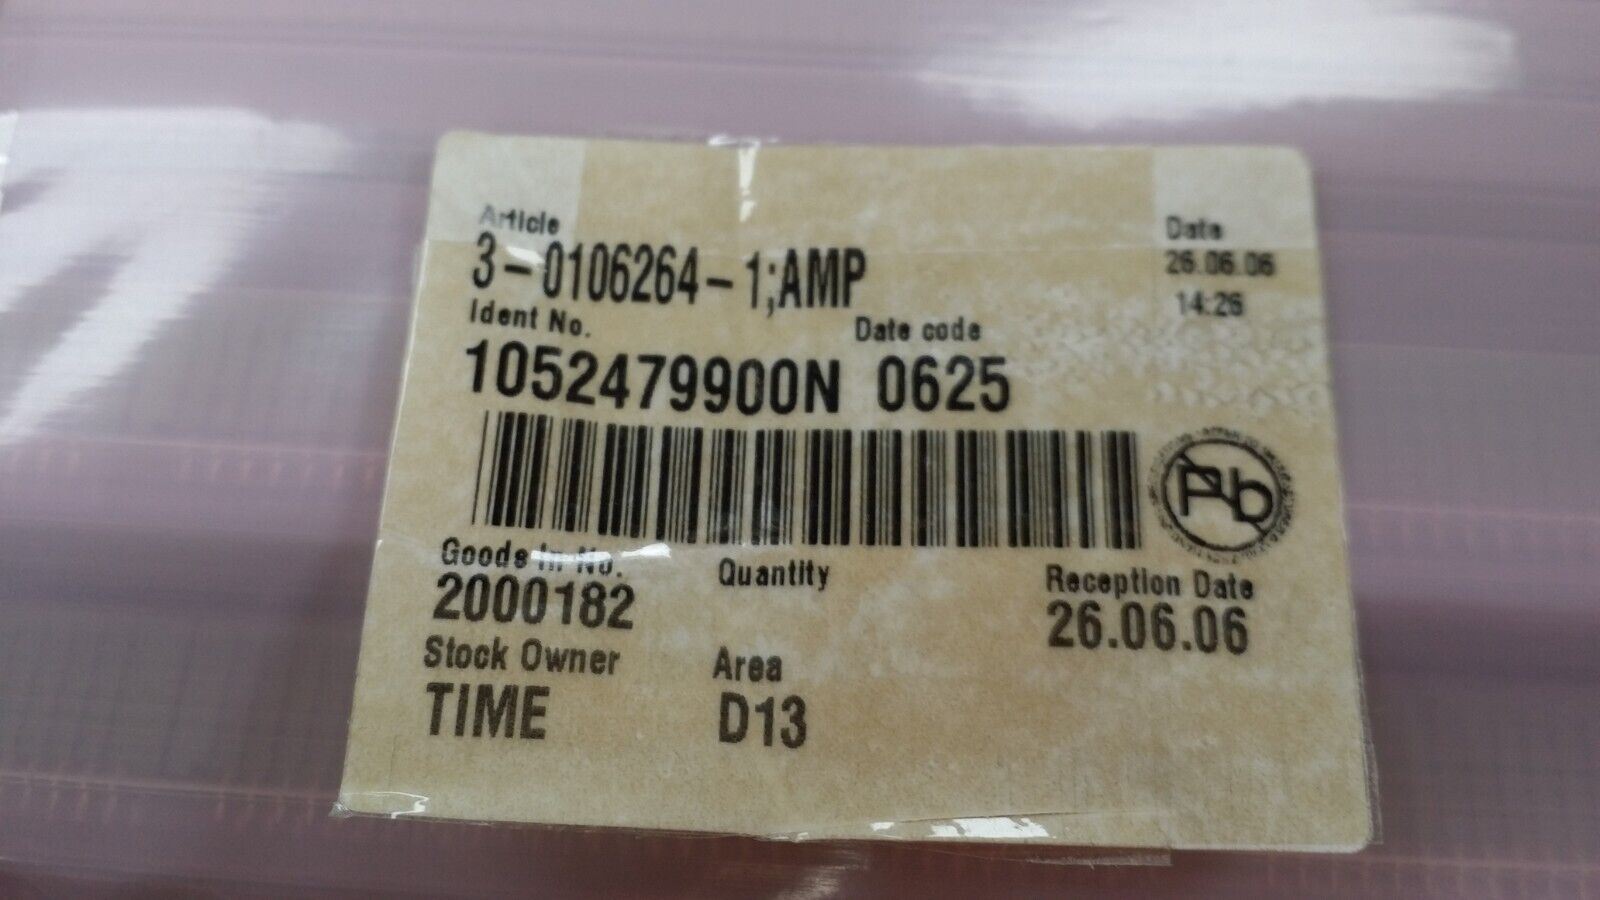 Article
3-0106264-1;AMP
Date
26.06.06
14:26
Ident No.
Date code
1052479900N 0625
Pb
Goods In No.
Quantity
Reception Date
2000182
26.06.06
Stock Owner
Area
TIME
D13